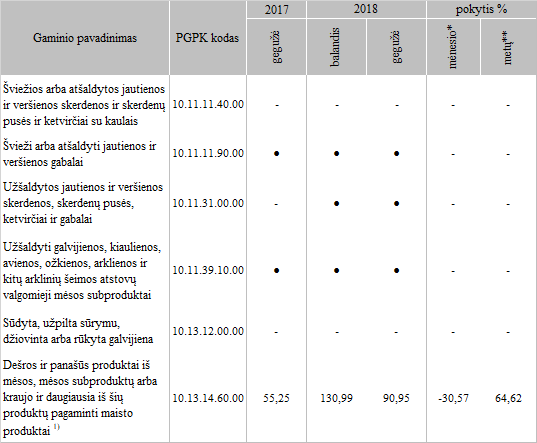 Gaminio pavadinimas PGPK kodas 2017 2018 pokytis %
gegužė balandis gegužė mėnesio* metų**
Šviežios arba atšaldytos jautienos
ir veršienos skerdenos ir skerdenų
pusės ir ketvirčiai su kaulais
10.11.11.40.00 - - - - -
Švieži arba atšaldyti jautienos ir
veršienos gabalai
10.11.11.90.00 ● ● ● - -
Užšaldytos jautienos ir veršienos
skerdenos, skerdenų pusės,
ketvirčiai ir gabalai
10.11.31.00.00 - ● ● - -
Užšaldyti galvijienos, kiaulienos,
avienos, ožkienos, arklienos ir
kitų arklinių šeimos atstovų
valgomieji mėsos subproduktai
10.11.39.10.00 ● ● ● - -
Sūdyta, užpilta sūrymu,
džiovinta arba rūkyta galvijiena
10.13.12.00.00 - - - - -
Dešros ir panašūs produktai iš
mėsos, mėsos subproduktų arba
kraujo ir daugiausia iš šių
produktų pagaminti maisto
produktai 1)
10.13.14.60.00 55,25 130,99 90,95 -30,57 64,62